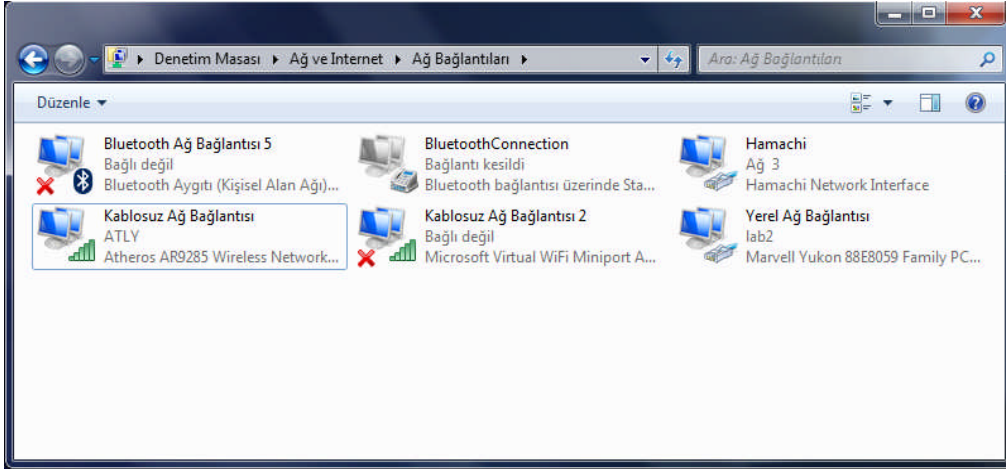 Denetim Masası ▸ Ağ ve Internet ▸ Ağ Bağlantıları ▸
Ara: Ağ Bağlantıları
Düzenle
Bluetooth Ağ Bağlantısı 5
Bağlı değil
Bluetooth Aygıtı (Kişisel Alan Ağı)...
BluetoothConnection
Bağlantı kesildi
Bluetooth bağlantısı üzerinde Sta...
Hamachi
Ağ 3
Hamachi Network Interface
Kablosuz Ağ Bağlantısı
ATLY
Atheros AR9285 Wireless Network...
Kablosuz Ağ Bağlantısı 2
Bağlı değil
Microsoft Virtual WiFi Miniport A...
Yerel Ağ Bağlantısı
lab2
Marvell Yukon 88E8059 Family PC...